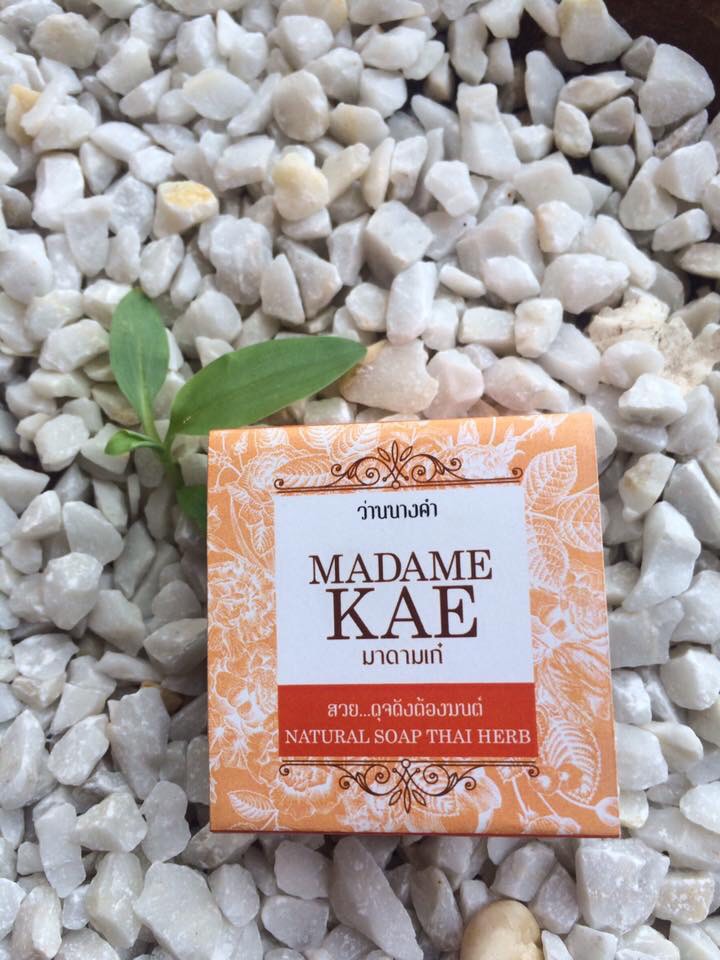 ว่านนางคำ
MADAME
KAE
มาดามเก๋
สวย...ดุจดังต้องมนต์
NATURAL SOAP THAI HERB